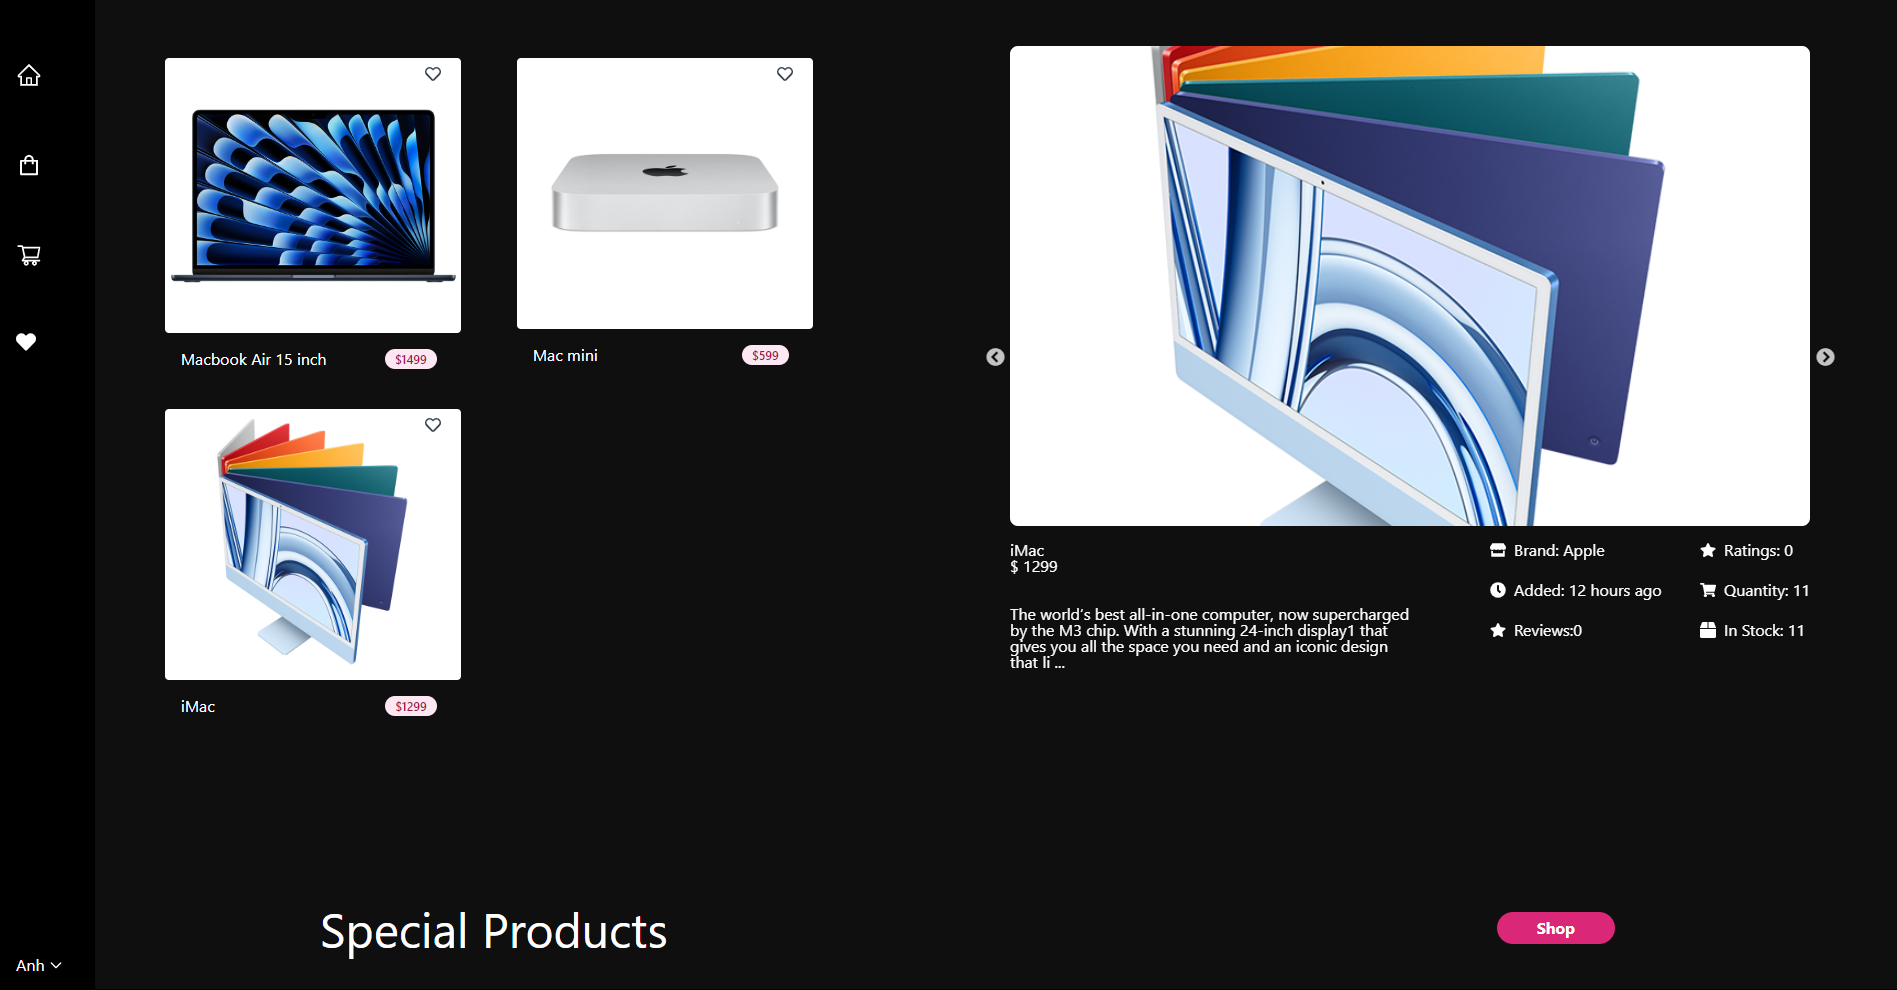 Macbook Air 15 inch
$1499
Mac mini
$599
iMac
$1299
iMac
$ 1299
The world's best all-in-one computer, now supercharged
by the M3 chip. With a stunning 24-inch display1 that
gives you all the space you need and an iconic design
that li ...
Brand: Apple
Added: 12 hours ago
Reviews:0
Ratings: 0
Quantity: 11
In Stock: 11
Special Products
Shop
Anh